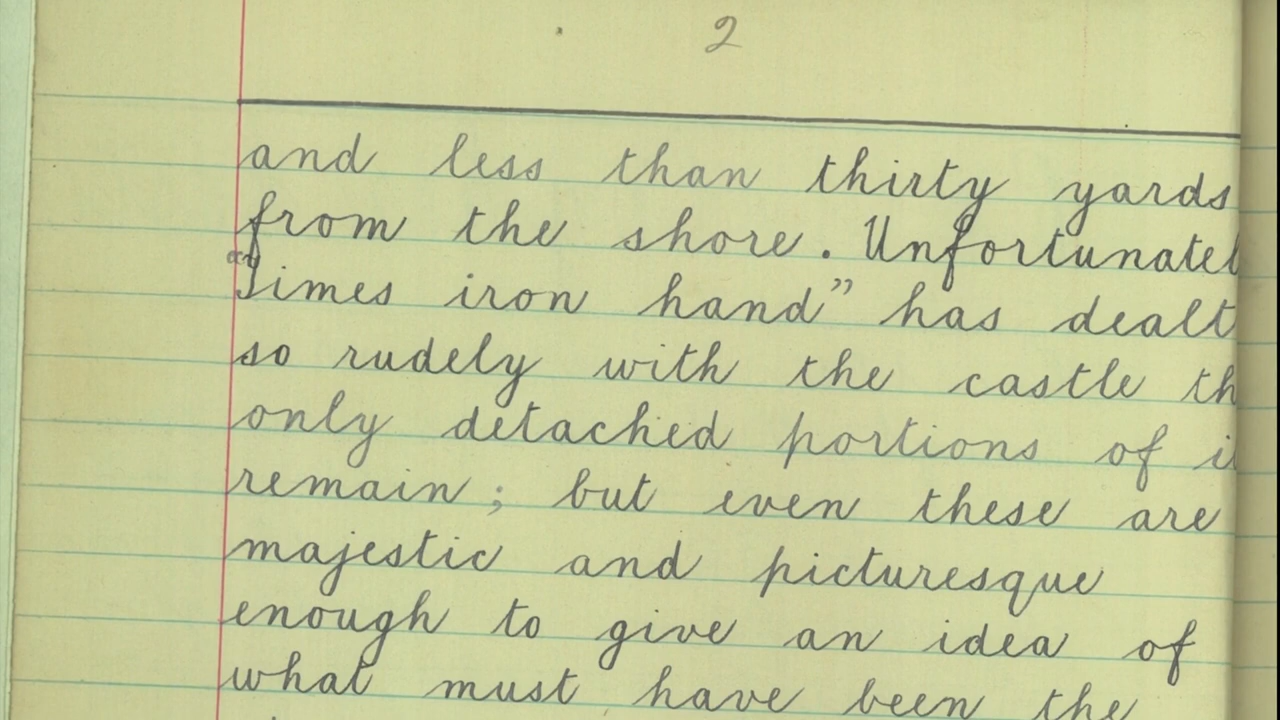 2
and less than thirty yards
from the shore. Unfortunatel
"Times iron hand" has dealt
so rudely with the castle th
only detached portions of i
remain; but even these are
majestic and picturesque
enough to give an idea of
what must have been the